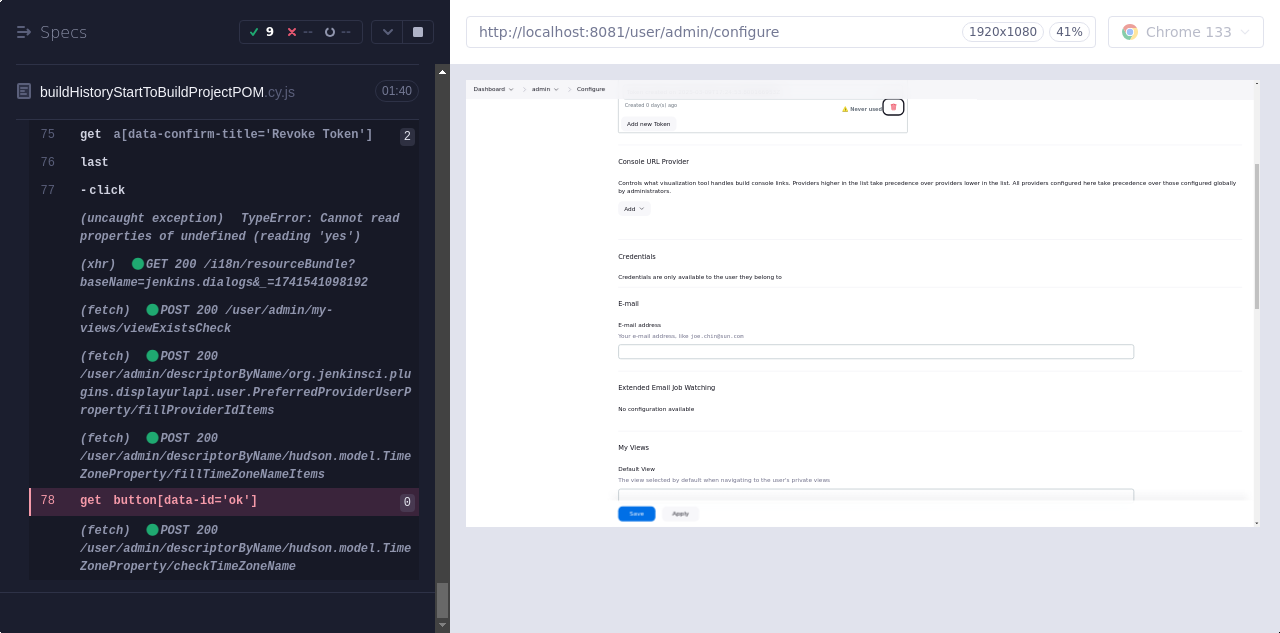 Specs
9
--
--
buildHistoryStartToBuildProjectPOM.cy.js
01:40
75 get a[data-confirm-title='Revoke Token'] 2
76 last
77 -click
(uncaught exception) TypeError: Cannot read
properties of undefined (reading 'yes')
(xhr) GET 200 /i18n/resourceBundle?
baseName=jenkins.dialogs&_=1741541098192
(fetch) POST 200 /user/admin/my-
views/viewExistsCheck
(fetch) POST 200
/user/admin/descriptorByName/org.jenkinsci.plu
gins.displayurlapi.user.PreferredProviderUserP
roperty/fillProviderIdItems
(fetch) POST 200
/user/admin/descriptorByName/hudson.model.Time
ZoneProperty/fillTimeZoneNameItems
78 get button[data-id='ok'] 0
(fetch) POST 200
/user/admin/descriptorByName/hudson.model.Time
ZoneProperty/checkTimeZoneName
http://localhost:8081/user/admin/configure
1920x1080
41%
Chrome 133
Dashboard
admin
Configure
Created 0 day(s) ago
Never used
Add new Token
Console URL Provider
Controls what visualization tool handles build console links. Providers higher in the list take precedence over providers lower in the list. All providers configured here take precedence over those configured globally
by administrators.
Add
Credentials
Credentials are only available to the user they belong to
E-mail
E-mail address
Your e-mail address, like joe.chin@sun.com
Extended Email Job Watching
No configuration available
My Views
Default View
The view selected by default when navigating to the user's private views
Save
Apply